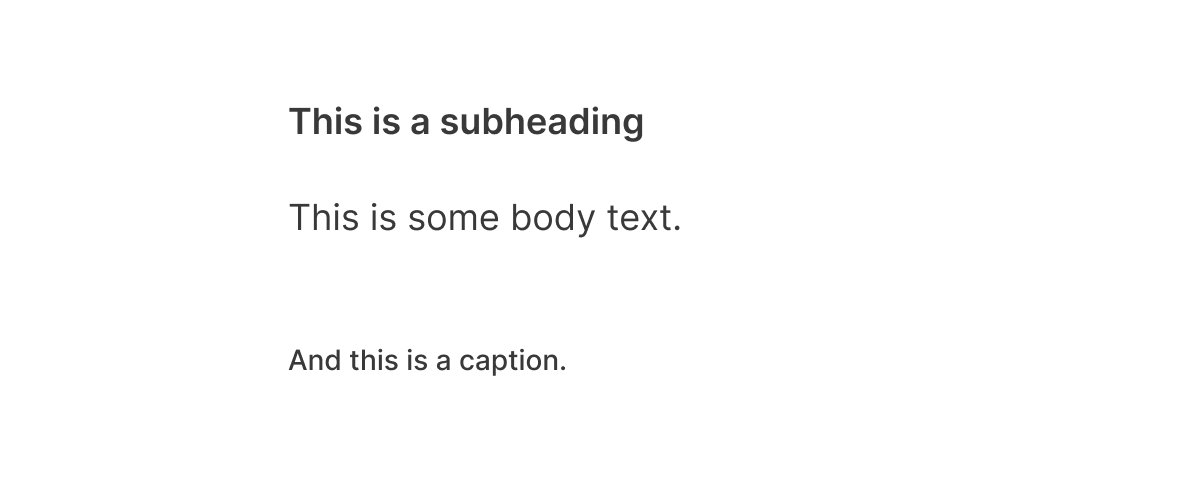 This is a subheading
This is some body text.
And this is a caption.